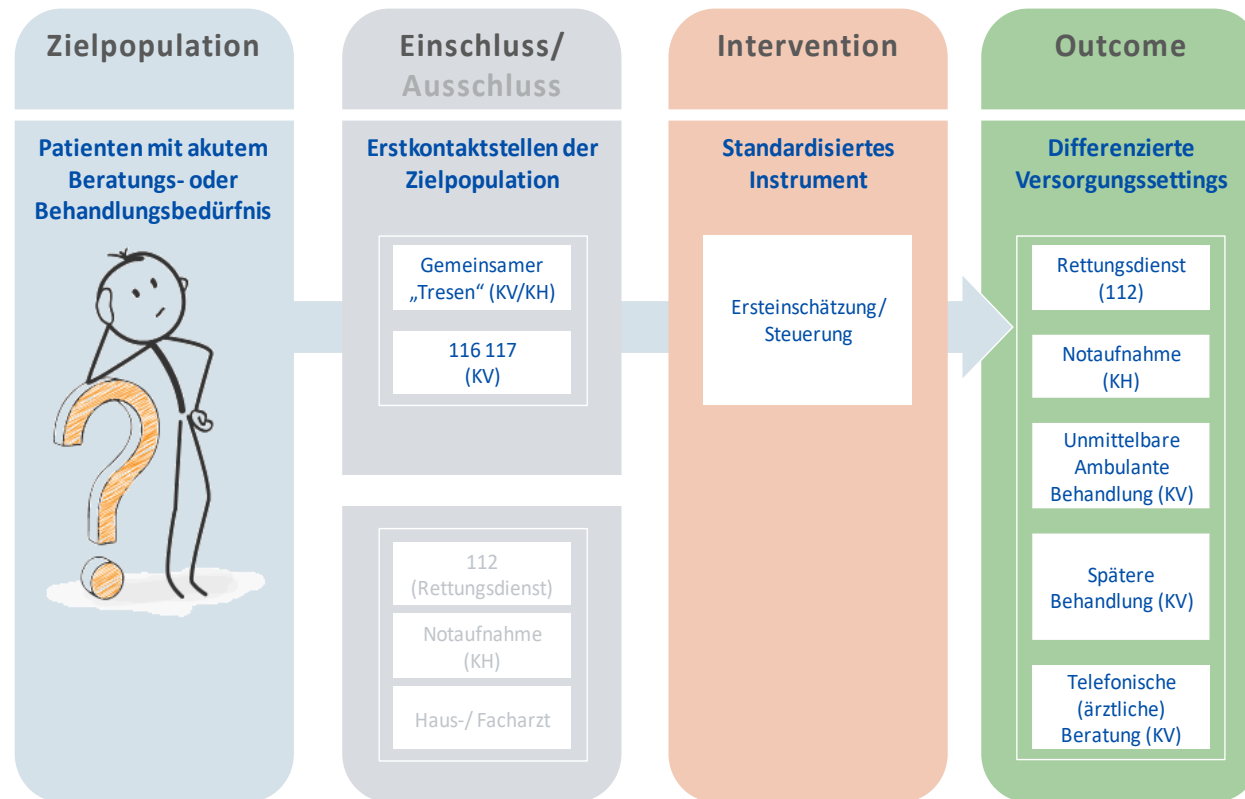 Zielpopulation
Patienten mit akutem
Beratungs- oder
Behandlungsbedürfnis
Einschluss/
Ausschluss
Erstkontaktstellen der
Zielpopulation
Gemeinsamer
„Tresen“ (KV/KH)
116 117
(KV)
112
(Rettungsdienst)
Notaufnahme
(KH)
Haus-/ Facharzt
Intervention
Standardisiertes
Instrument
Ersteinschätzung/
Steuerung
Outcome
Differenzierte
Versorgungssettings
Rettungsdienst
(112)
Notaufnahme
(KH)
Unmittelbare
Ambulante
Behandlung (KV)
Spätere
Behandlung (KV)
Telefonische
(ärztliche)
Beratung (KV)